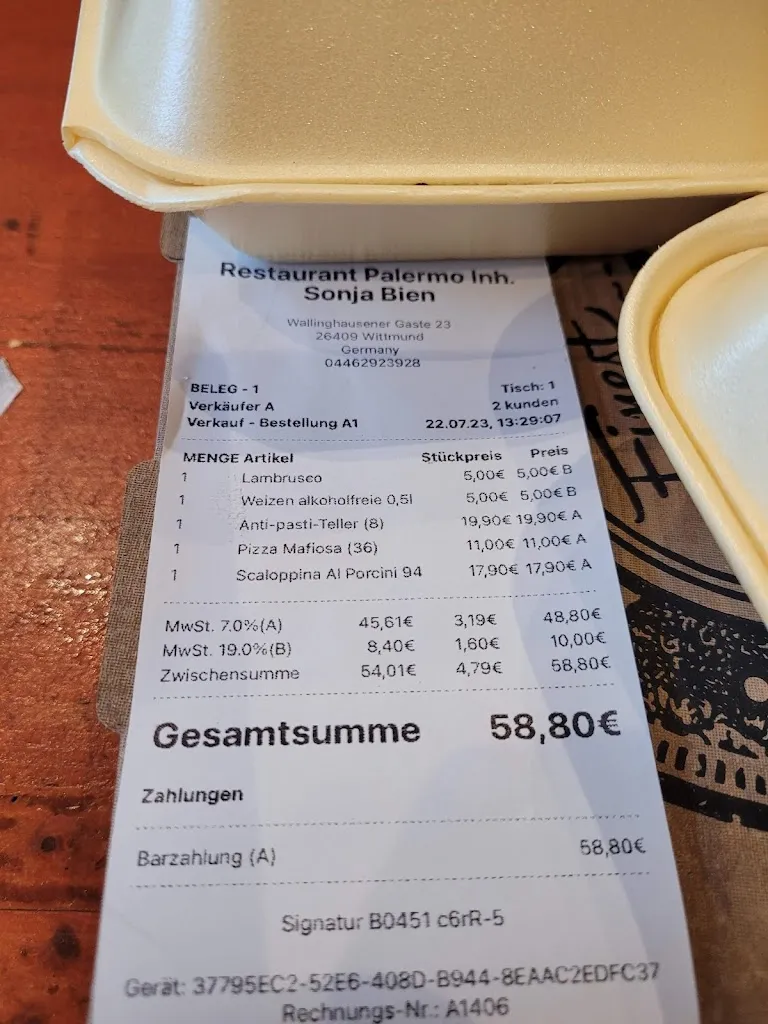 Restaurant Palermo Inh.
Sonja Bien
Wallinghausener Gaste 23
26409 Wittmund
Germany
04462923928
BELEG - 1 Tisch: 1
Verkäufer A 2 kunden
Verkauf - Bestellung A1 22.07.23, 13:29:07
MENGE Artikel Stückpreis Preis
1 Lambrusco 5,00€ 5,00€ B
1 Weizen alkoholfreie 0,5l 5,00€ 5,00€ B
1 Anti-pasti-Teller (8) 19,90€ 19,90€ A
1 Pizza Mafiosa (36) 11,00€ 11,00€ A
1 Scaloppina Al Porcini 94 17,90€ 17,90€ A
MwSt. 7.0%(A) 45,61€ 3,19€ 48,80€
MwSt. 19.0%(B) 8,40€ 1,60€ 10,00€
Zwischensumme 54,01€ 4,79€ 58,80€
Gesamtsumme 58,80€
Zahlungen
Barzahlung (A) 58,80€
Signatur B0451 c6rR-5
Gerät: 37795EC2-52E6-408D-B944-8EAAC2EDFC37
Rechnungs-Nr.: A1406
Finest